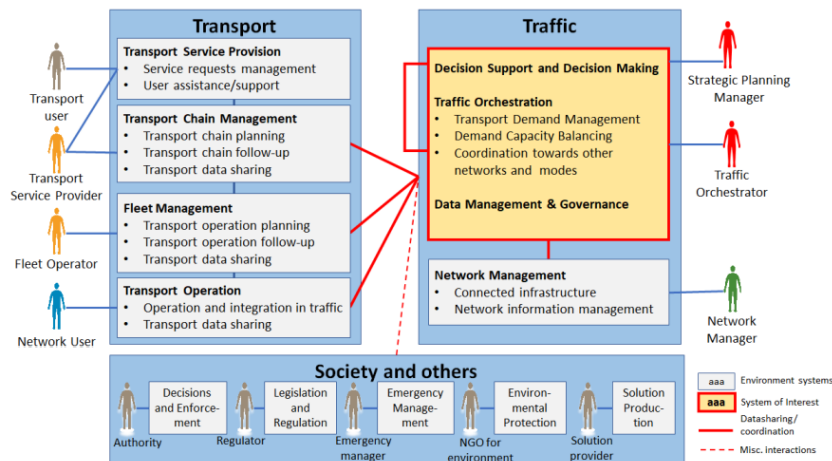 Transport
Transport Service Provision
• Service requests management
• User assistance/support
Transport Chain Management
• Transport chain planning
• Transport chain follow-up
• Transport data sharing
Fleet Management
• Transport operation planning
• Transport operation follow-up
• Transport data sharing
Transport Operation
• Operation and integration in traffic
• Transport data sharing
Transport
user
Transport
Service Provider
Fleet Operator
Network User
Traffic
Decision Support and Decision Making
Traffic Orchestration
• Transport Demand Management
• Demand Capacity Balancing
• Coordination towards other
networks and modes
Data Management & Governance
Network Management
• Connected infrastructure
• Network information management
Strategic Planning
Manager
Traffic
Orchestrator
Network
Manager
Society and others
Decisions
and Enforce-
ment
Authority
Legislation
and
Regulation
Regulator
Emergency
Manage-
ment
Emergency
manager
Environ-
mental
Protection
NGO for
environment
Solution
Produc-
tion
Solution
provider
aaa Environment systems
aaa System of Interest
Datasharing/
coordination
Misc. interactions